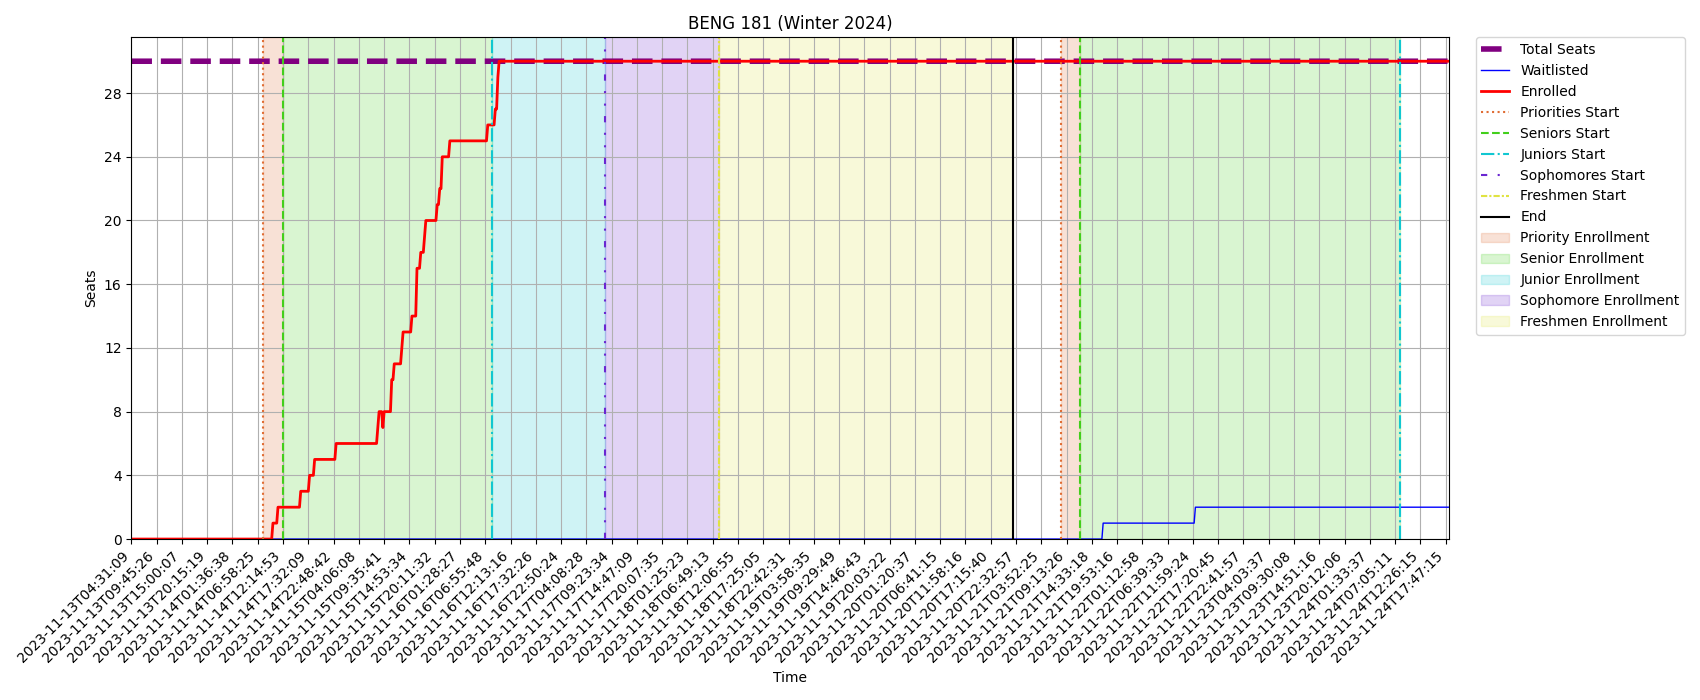 BENG 181 (Winter 2024)
Seats
28
24
20
16
12
8
4
0
2023-11-13T04:31:09
2023-11-13T09:45:26
2023-11-13T15:00:07
2023-11-13T20:15:19
2023-11-14T01:36:38
2023-11-14T06:58:25
2023-11-14T12:14:53
2023-11-14T17:32:09
2023-11-14T22:48:42
2023-11-15T04:06:08
2023-11-15T09:35:41
2023-11-15T14:53:34
2023-11-15T20:11:32
2023-11-16T01:28:27
2023-11-16T06:55:48
2023-11-16T12:13:16
2023-11-16T17:32:26
2023-11-16T22:50:24
2023-11-17T04:08:28
2023-11-17T09:23:34
2023-11-17T14:47:09
2023-11-17T20:07:35
2023-11-18T01:25:23
2023-11-18T06:49:13
2023-11-18T12:06:55
2023-11-18T17:25:05
2023-11-18T22:42:31
2023-11-19T03:58:35
2023-11-19T09:29:49
2023-11-19T14:46:43
2023-11-19T20:03:22
2023-11-20T01:20:37
2023-11-20T06:41:15
2023-11-20T11:58:16
2023-11-20T17:15:40
2023-11-20T22:32:57
2023-11-21T03:52:25
2023-11-21T09:13:26
2023-11-21T14:33:18
2023-11-21T19:53:16
2023-11-22T01:12:58
2023-11-22T06:39:33
2023-11-22T11:59:24
2023-11-22T17:20:45
2023-11-22T22:41:57
2023-11-23T04:03:37
2023-11-23T09:30:08
2023-11-23T14:51:16
2023-11-23T20:12:06
2023-11-24T01:33:37
2023-11-24T07:05:11
2023-11-24T12:26:15
2023-11-24T17:47:15
Time
Total Seats
Waitlisted
Enrolled
Priorities Start
Seniors Start
Juniors Start
Sophomores Start
Freshmen Start
End
Priority Enrollment
Senior Enrollment
Junior Enrollment
Sophomore Enrollment
Freshmen Enrollment